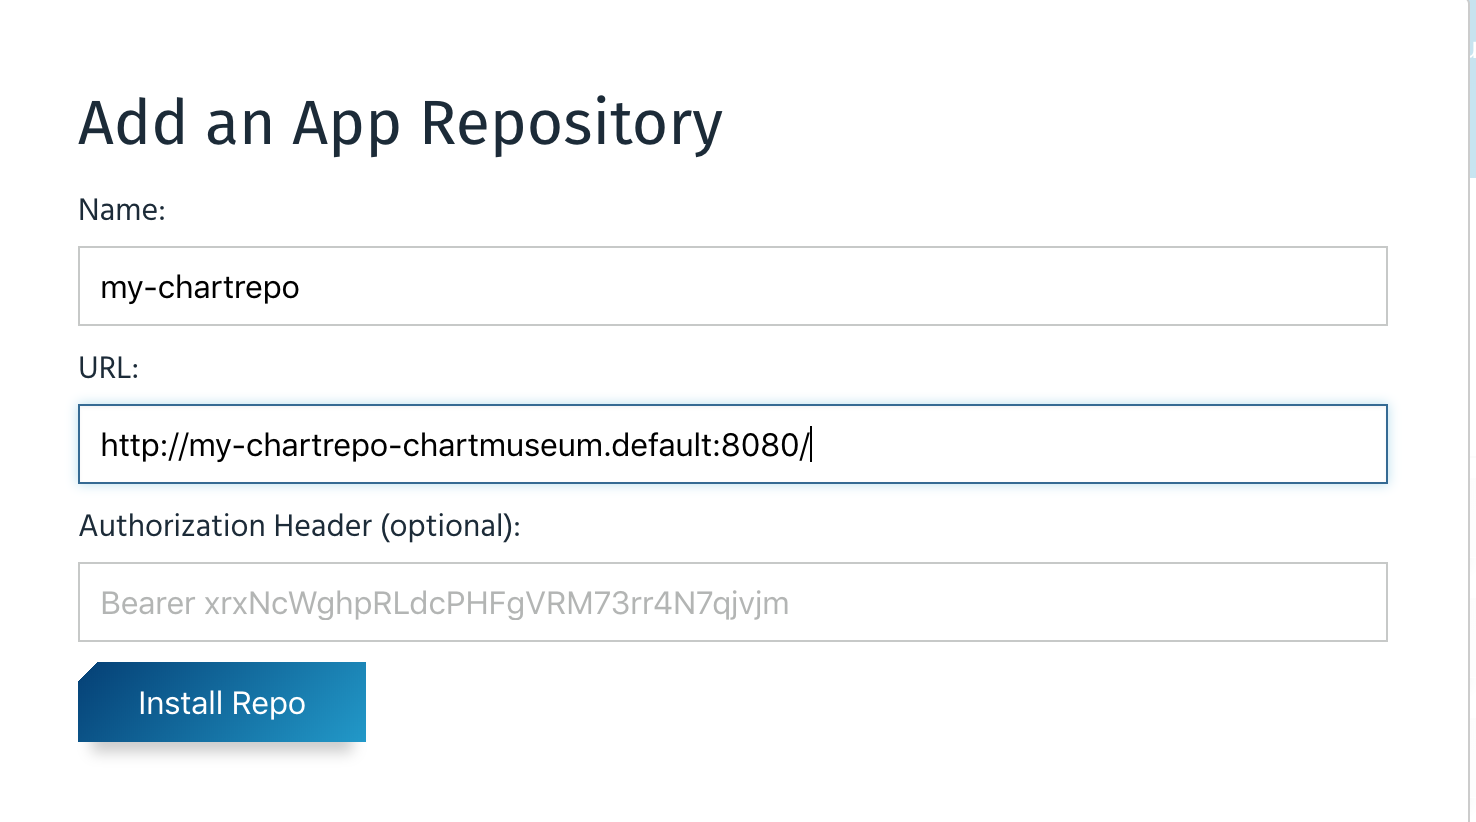 Add an App Repository
Name:
my-chartrepo
URL:
http://my-chartrepo-chartmuseum.default:8080/
Authorization Header (optional):
Bearer xrxNcWghpRLdcPHFgVRM73rr4N7qjvjm
Install Repo